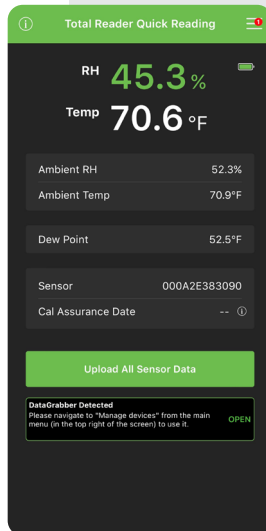 Total Reader Quick Reading
RH 45.3%
Temp 70.6 °F
Ambient RH 52.3%
Ambient Temp 70.9°F
Dew Point 52.5°F
Sensor 000A2E383090
Cal Assurance Date --
Upload All Sensor Data
DataGrabber Detected
Please navigate to "Manage devices" from the main
menu (in the top right of the screen) to use it.
OPEN